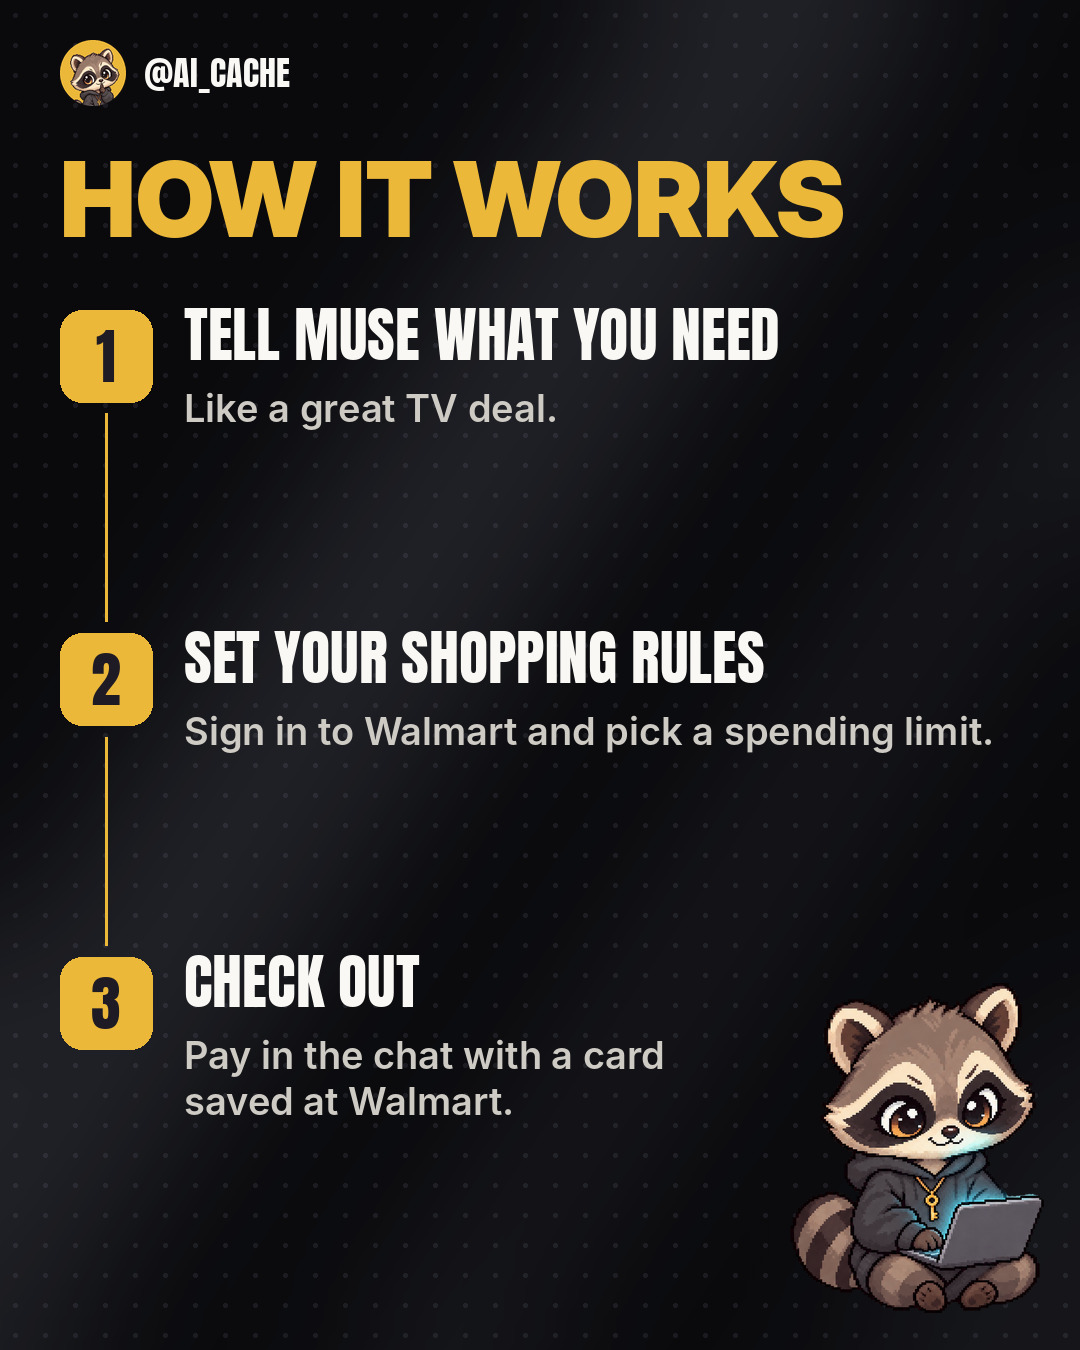 @AI_CACHE
HOW IT WORKS
1
TELL MUSE WHAT YOU NEED
Like a great TV deal.
2
SET YOUR SHOPPING RULES
Sign in to Walmart and pick a spending limit.
3
CHECK OUT
Pay in the chat with a card
saved at Walmart.